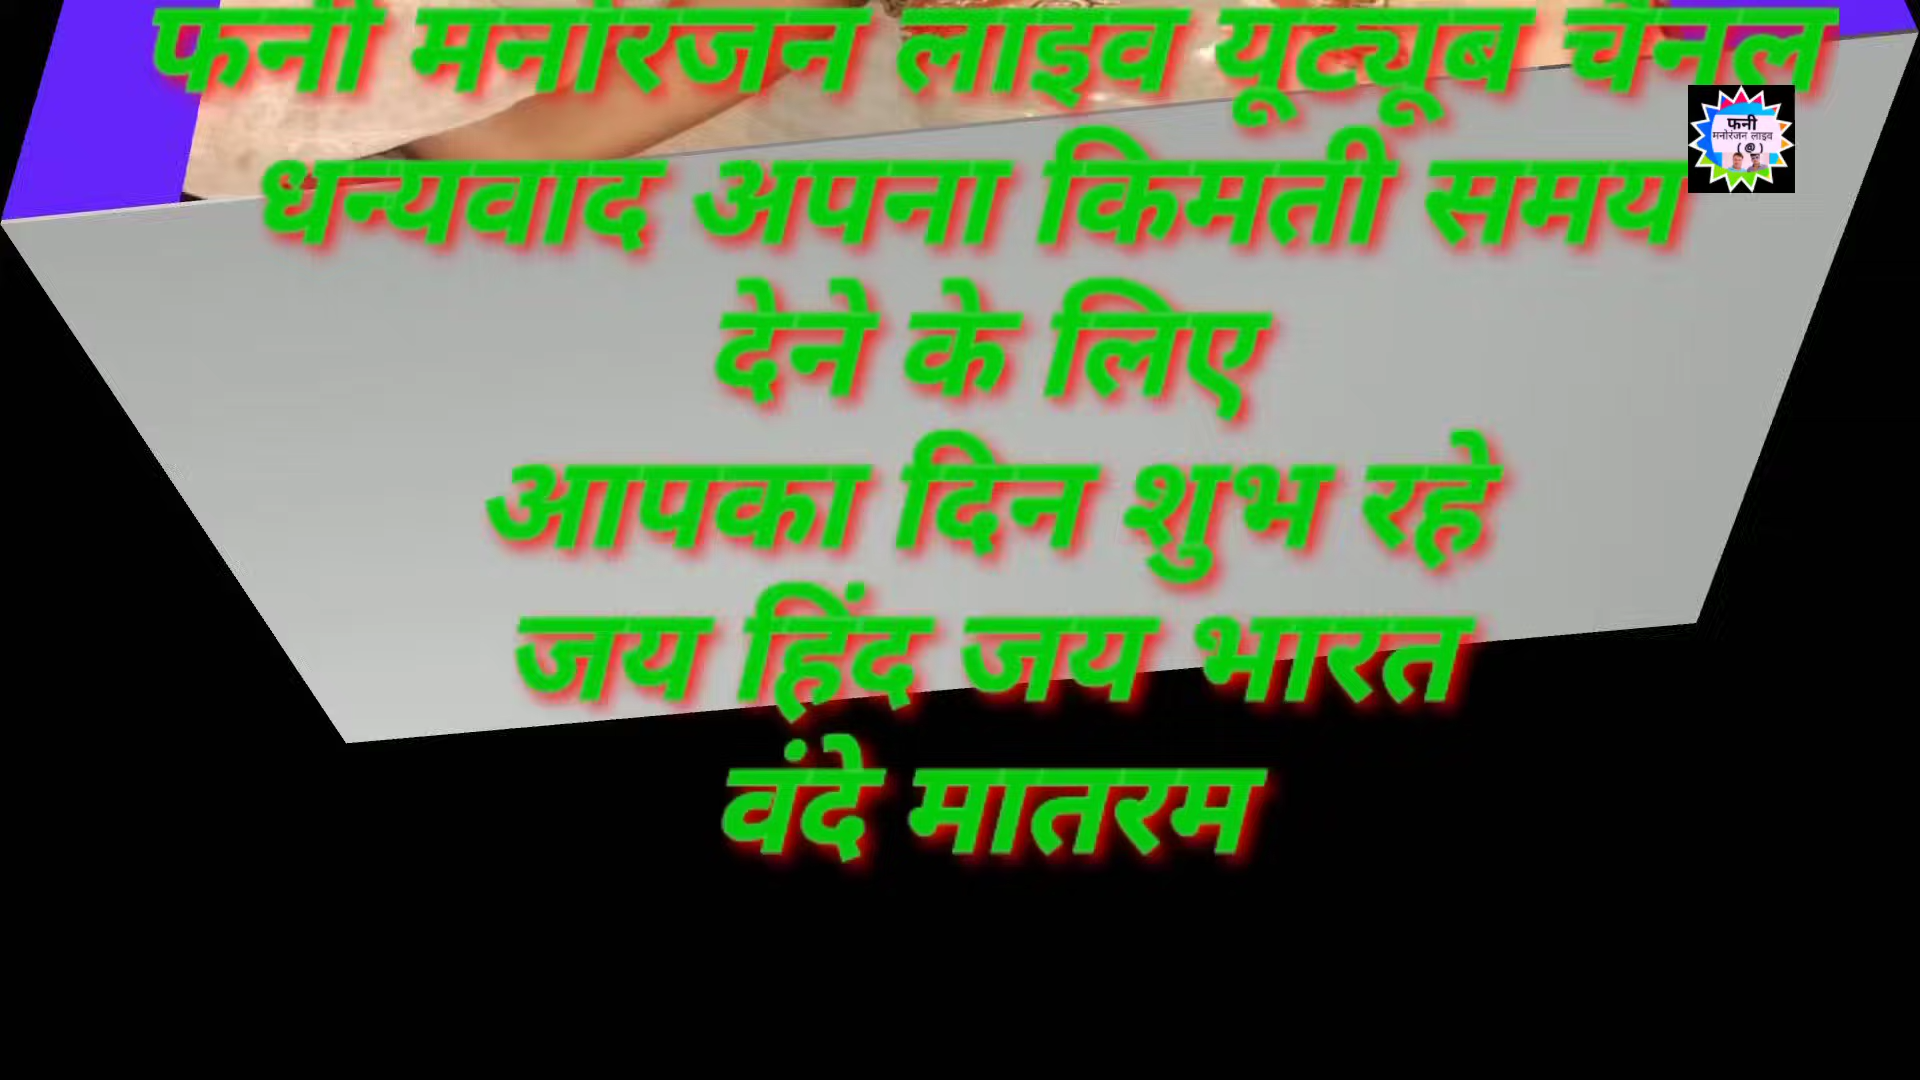 फनी मनोरंजन लाइव यूट्यूब चैनल
धन्यवाद अपना किमती समय
देने के लिए
आपका दिन शुभ रहे
जय हिंद जय भारत
वंदे मातरम
फनी
मनोरंजन लाइव
(@)